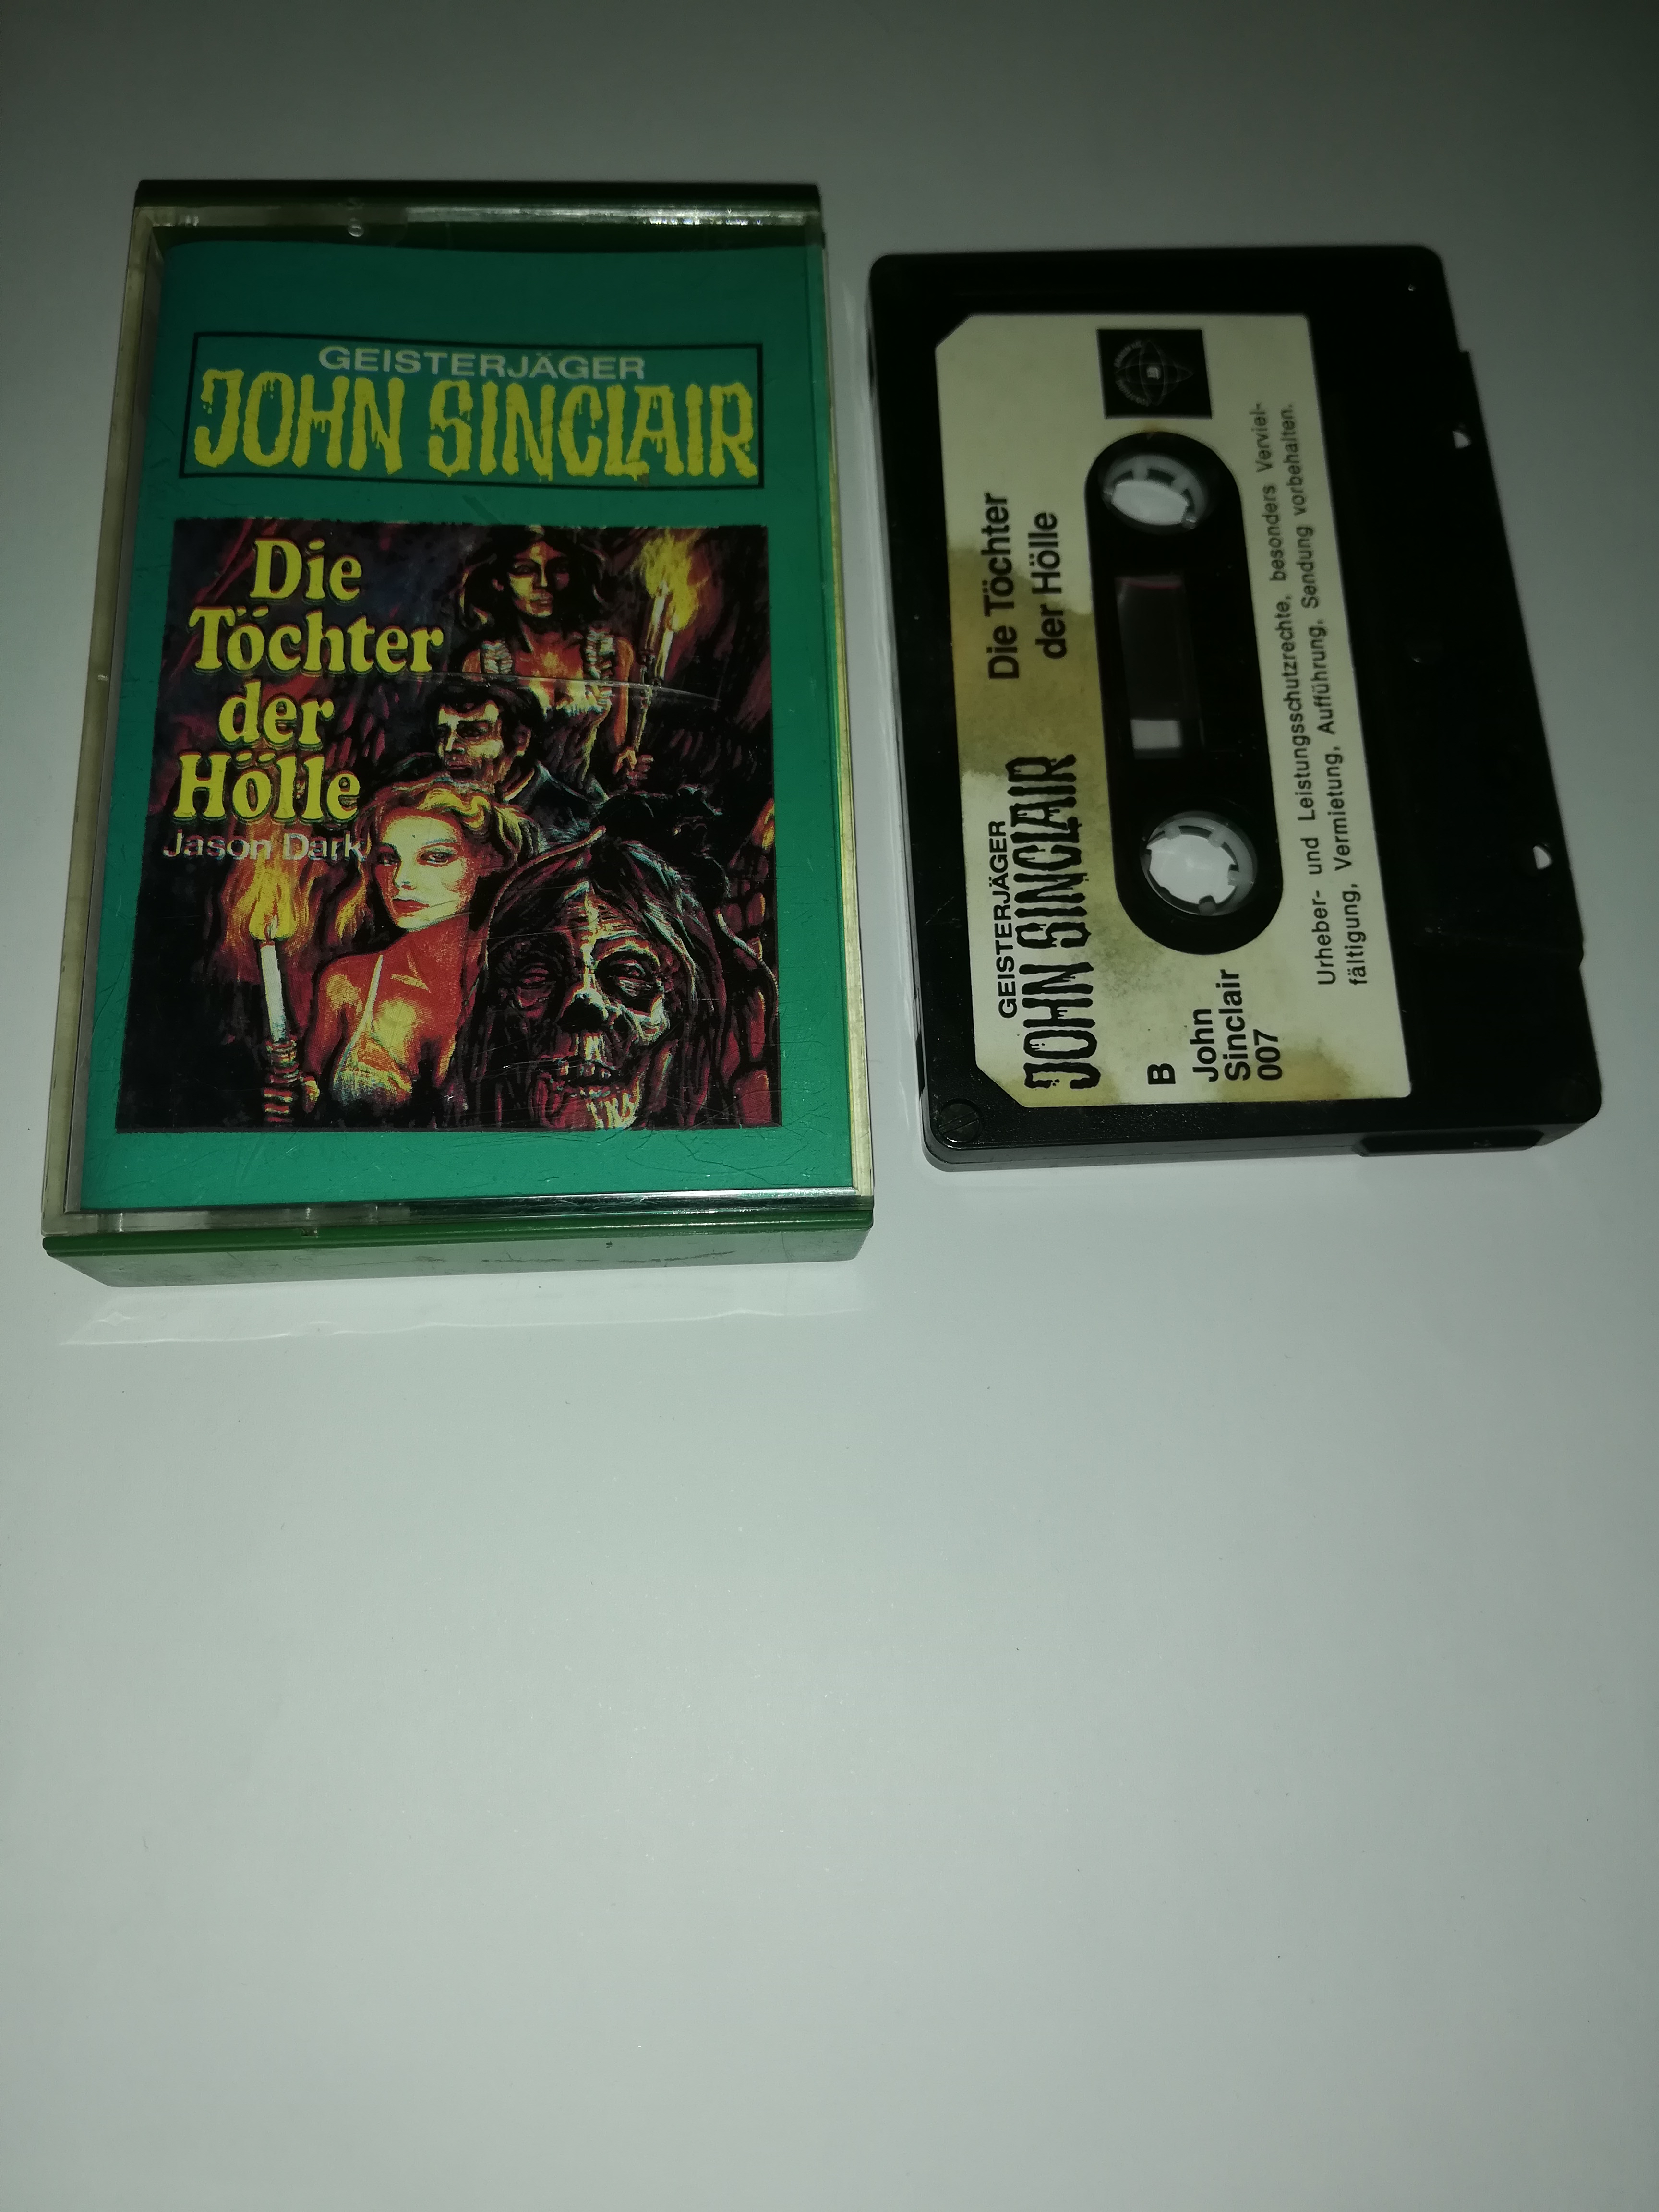 GEISTERJÄGER
JOHN SINCLAIR
Die
Töchter
der
Hölle
Jason Dark
GEISTERJÄGER
JOHN SINCLAIR
Die Töchter
der Hölle
B
John
Sinclair
007
Urheber- und Leistungsschutzrechte, besonders Verviel-
fältigung, Vermietung, Aufführung, Sendung vorbehalten.